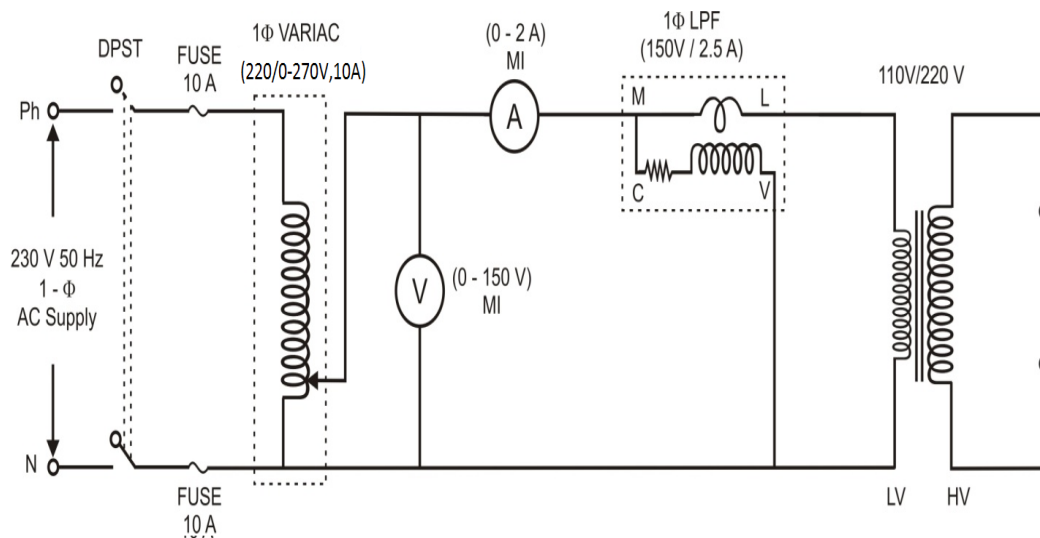 DPST
FUSE
10 A
1Φ VARIAC
(220/0-270V,10A)
(0 - 2 A)
MI
1Φ LPF
(150V / 2.5 A)
110V/220 V
Ph
A
M
L
C
V
230 V 50 Hz
1 - Φ
AC Supply
V
(0 - 150 V)
MI
N
FUSE
10 A
LV
HV